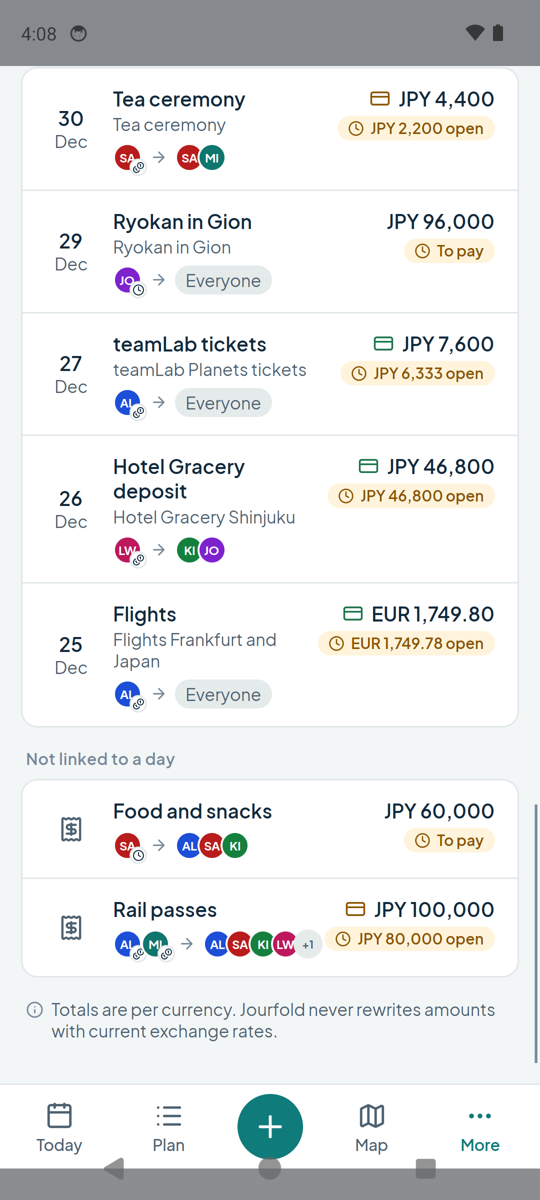 4:08
Tea ceremony
JPY 4,400
30
Dec
Tea ceremony
JPY 2,200 open
SA
SA MI
Ryokan in Gion
JPY 96,000
29
Dec
Ryokan in Gion
To pay
JO
Everyone
teamLab tickets
JPY 7,600
27
Dec
teamLab Planets tickets
JPY 6,333 open
AL
Everyone
Hotel Gracery
deposit
JPY 46,800
26
Dec
Hotel Gracery Shinjuku
JPY 46,800 open
LW
KI JO
Flights
EUR 1,749.80
25
Dec
Flights Frankfurt and
Japan
EUR 1,749.78 open
AL
Everyone
Not linked to a day
Food and snacks
JPY 60,000
To pay
SA
AL SA KI
Rail passes
JPY 100,000
JPY 80,000 open
AL MI
AL SA KI LW +1
Totals are per currency. Jourfold never rewrites amounts
with current exchange rates.
Today
Plan
Map
More